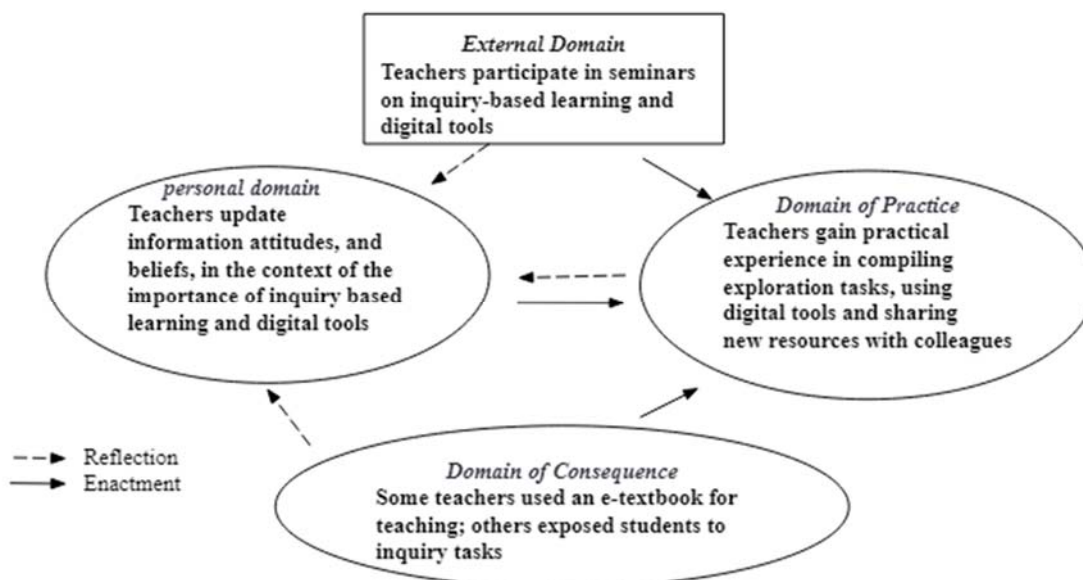 External Domain
Teachers participate in seminars
on inquiry-based learning and
digital tools
personal domain
Teachers update
information attitudes, and
beliefs, in the context of the
importance of inquiry based
learning and digital tools
Domain of Practice
Teachers gain practical
experience in compiling
exploration tasks, using
digital tools and sharing
new resources with colleagues
Reflection
Enactment
Domain of Consequence
Some teachers used an e-textbook for
teaching; others exposed students to
inquiry tasks